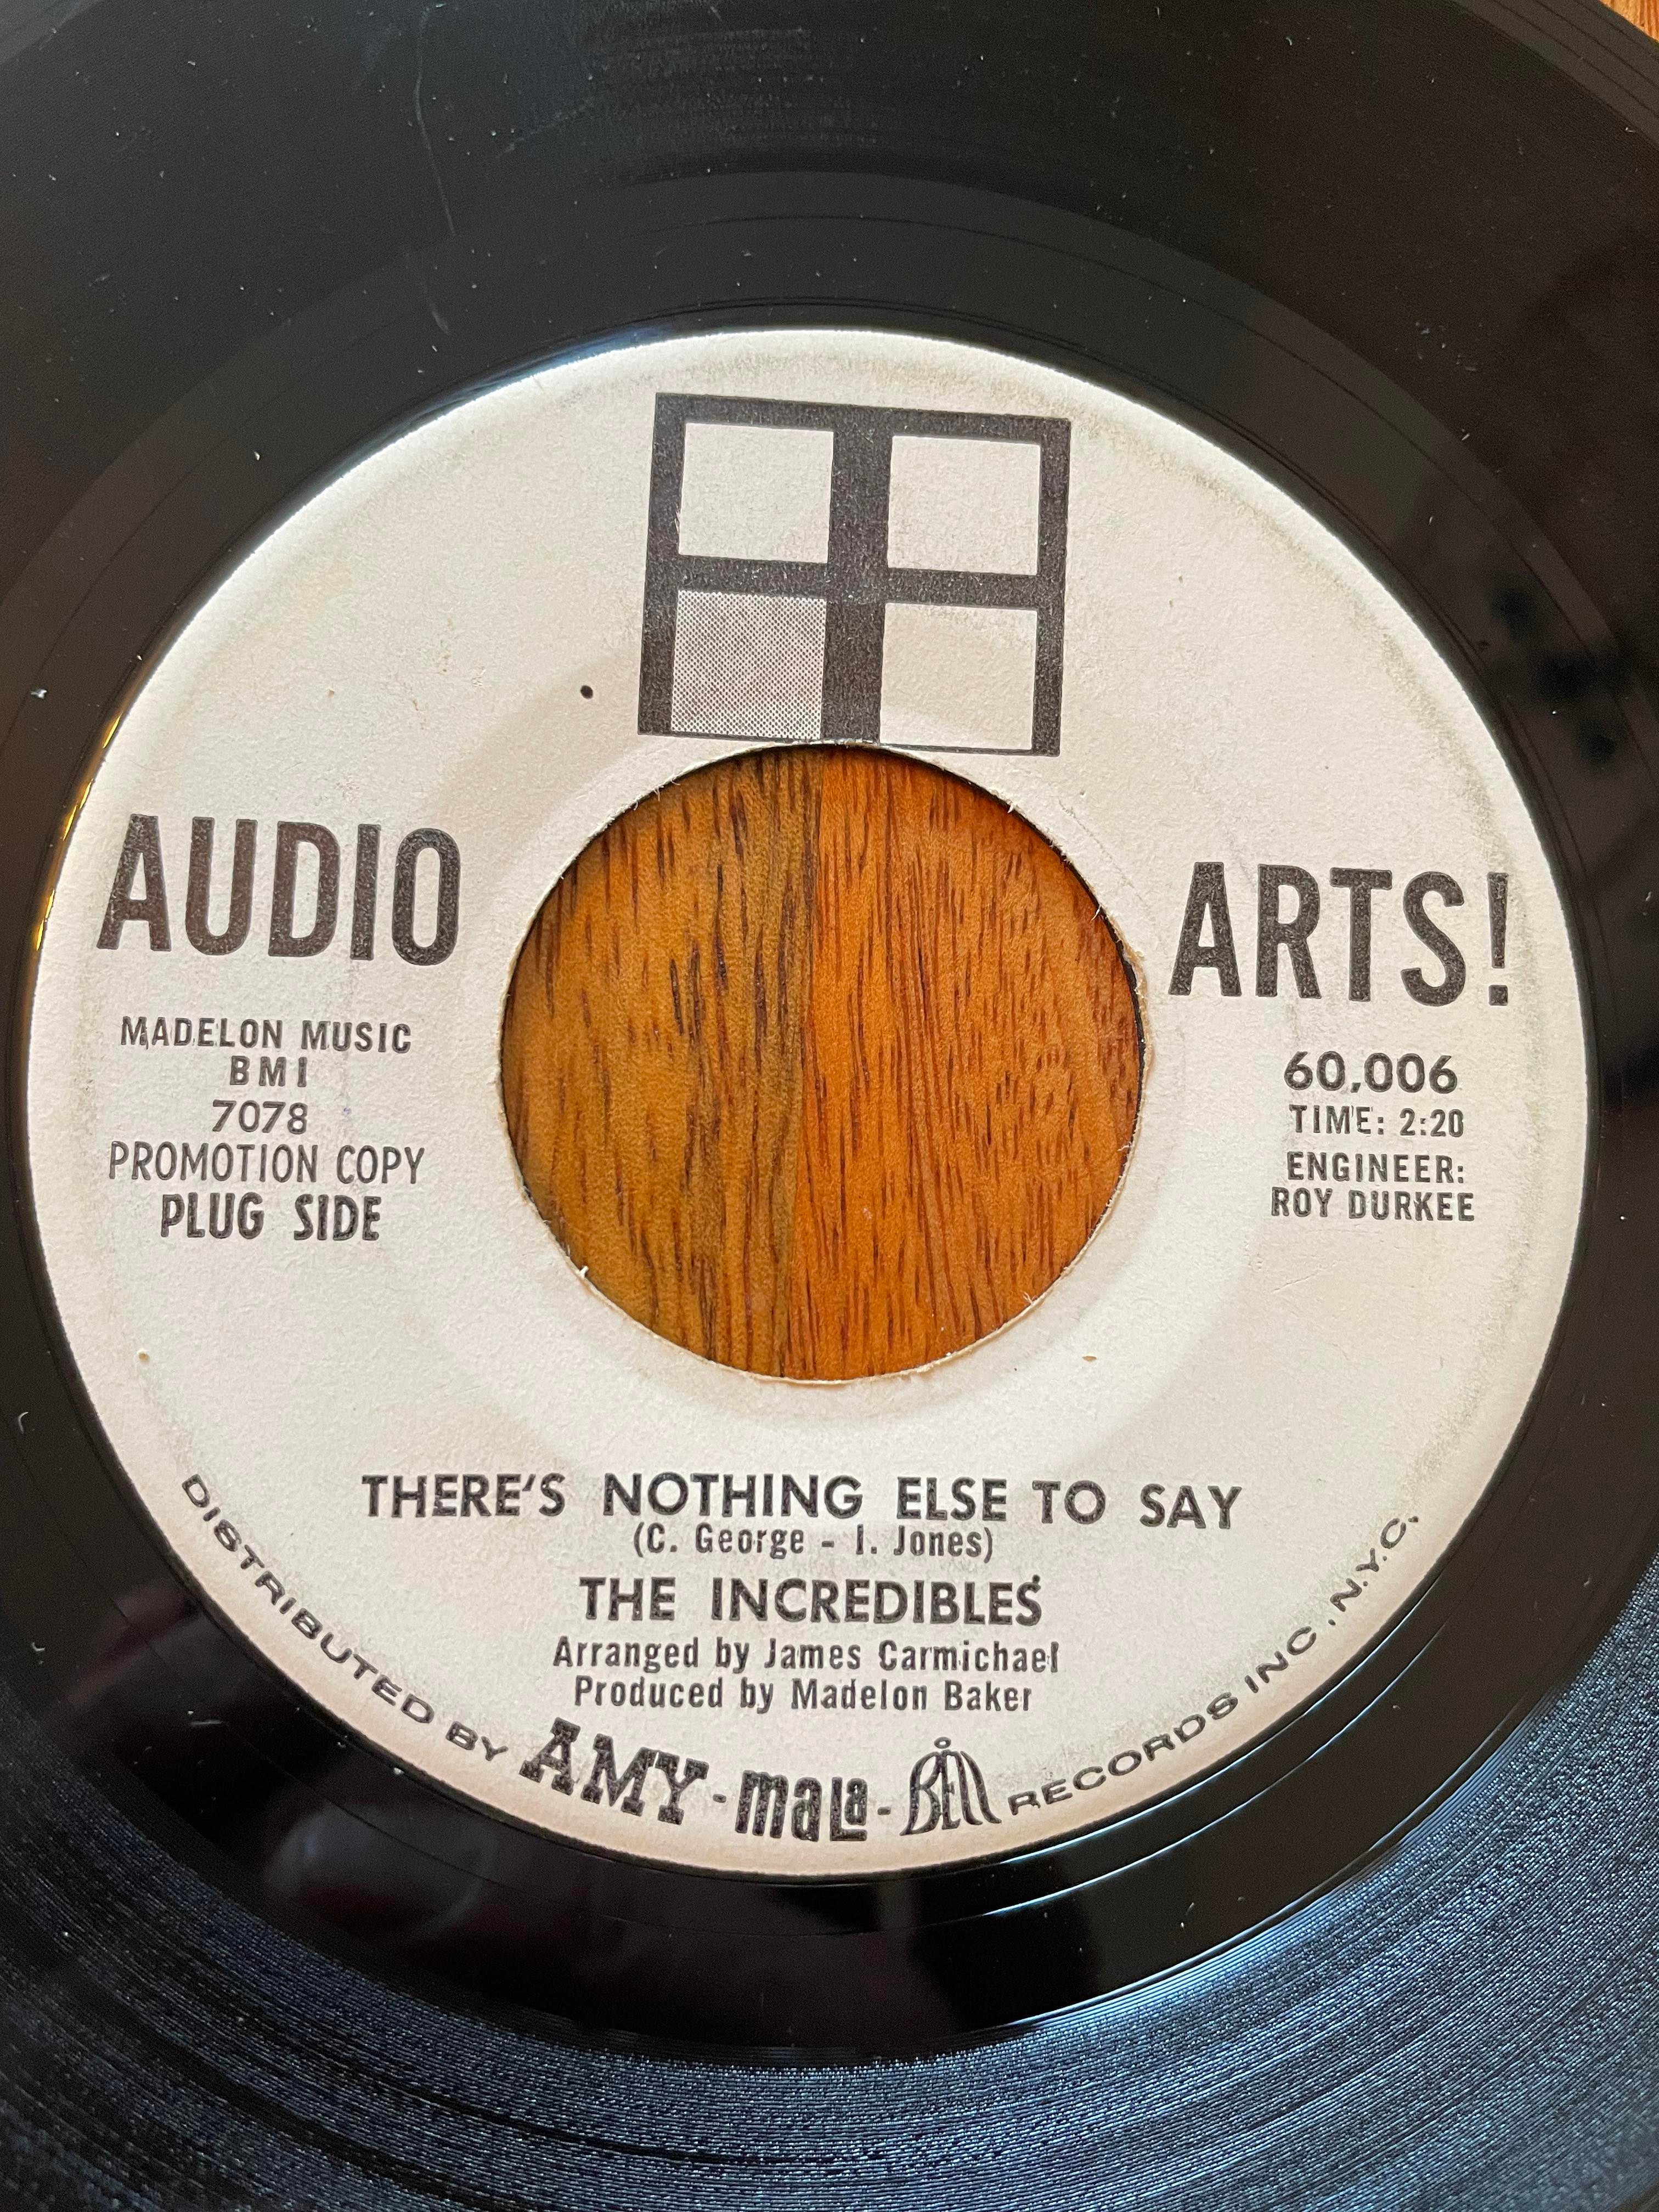 AUDIO ARTS!
MADELON MUSIC
BMI
7078
PROMOTION COPY
PLUG SIDE
60,006
TIME: 2:20
ENGINEER:
ROY DURKEE
THERE'S NOTHING ELSE TO SAY
(C. George - I. Jones)
THE INCREDIBLES
Arranged by James Carmichael
Produced by Madelon Baker
DISTRIBUTED BY AMY-mala-BELL RECORDS INC., N.Y.C.